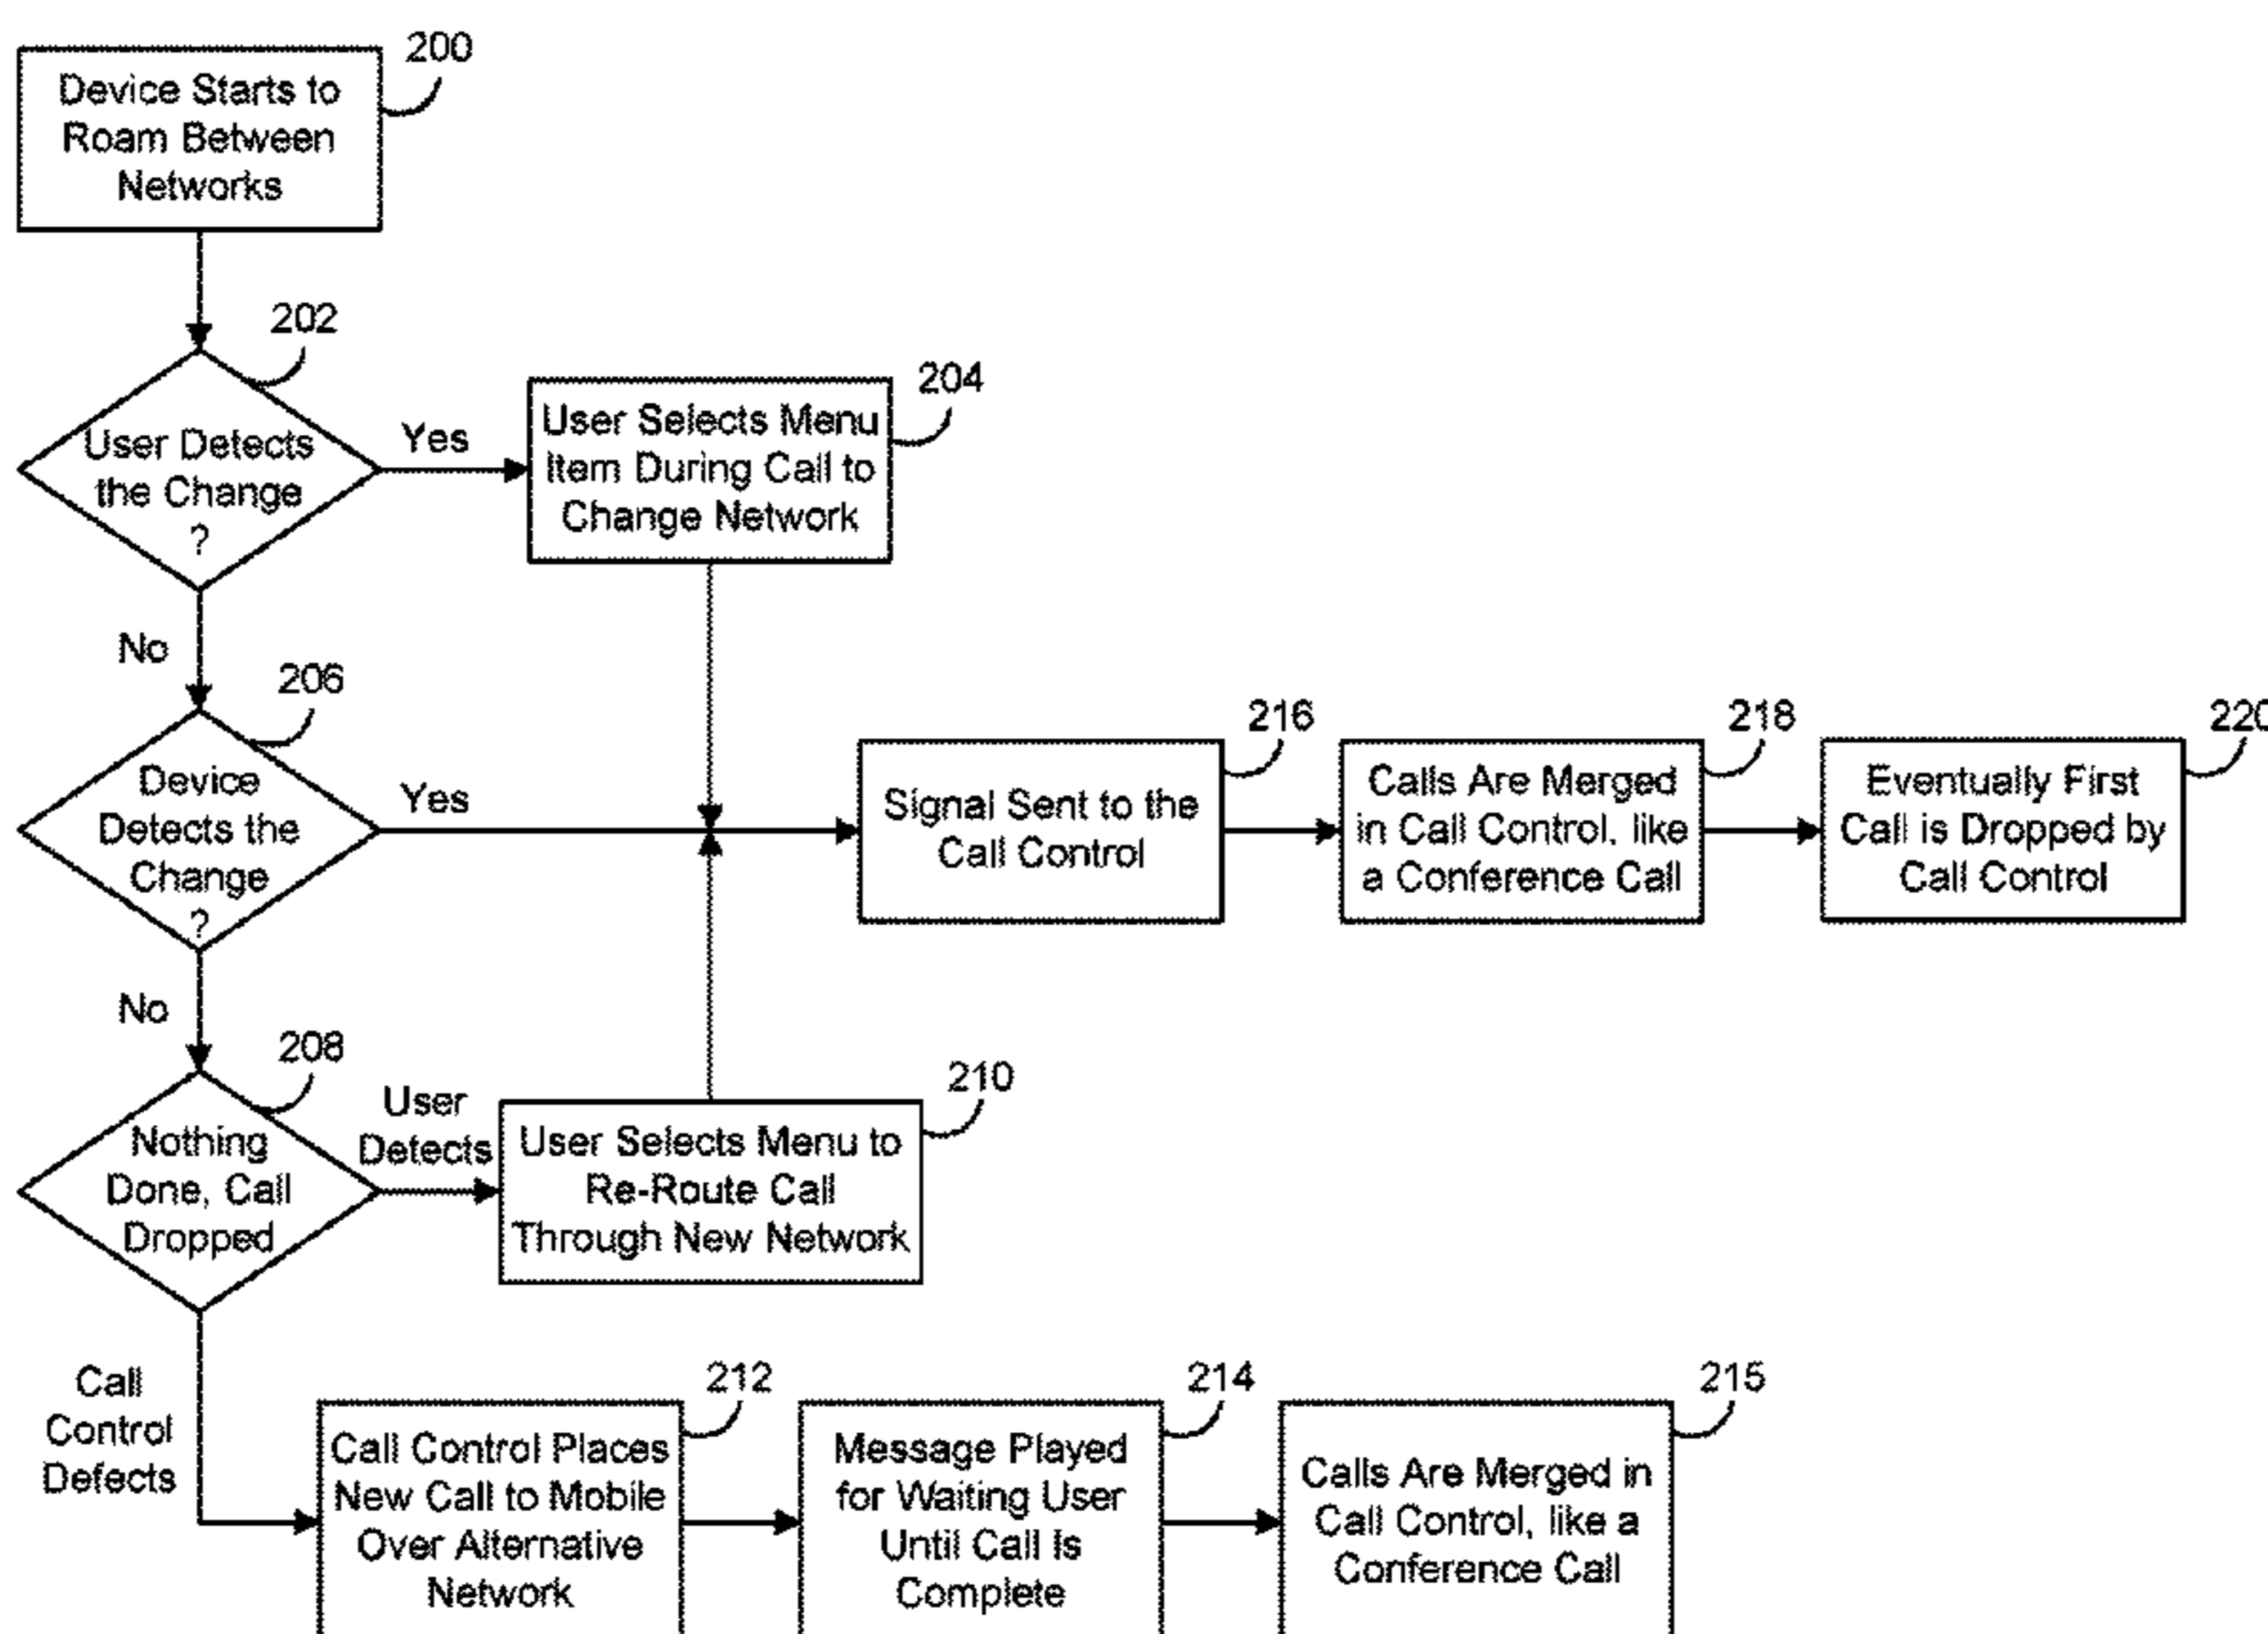 200
Device Starts to
Roam Between
Networks
202
User Detects
the Change
?
Yes
204
User Selects Menu
Item During Call to
Change Network
No
206
Device
Detects the
Change
?
Yes
216
Signal Sent to the
Call Control
218
Calls Are Merged
in Call Control, like
a Conference Call
220
Eventually First
Call is Dropped by
Call Control
No
208
Nothing
Done, Call
Dropped
User
Detects
210
User Selects Menu to
Re-Route Call
Through New Network
Call
Control
Defects
212
Call Control Places
New Call to Mobile
Over Alternative
Network
214
Message Played
for Waiting User
Until Call Is
Complete
215
Calls Are Merged in
Call Control, like a
Conference Call